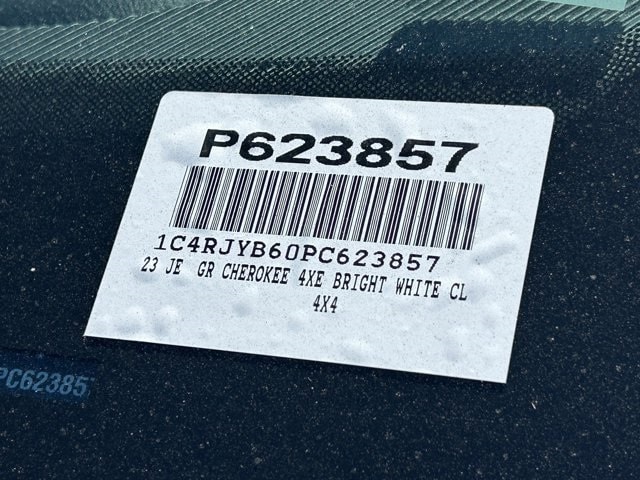 P623857
1C4RJYB60PC623857
23 JE GR CHEROKEE 4XE BRIGHT WHITE CL
4X4
PC62385